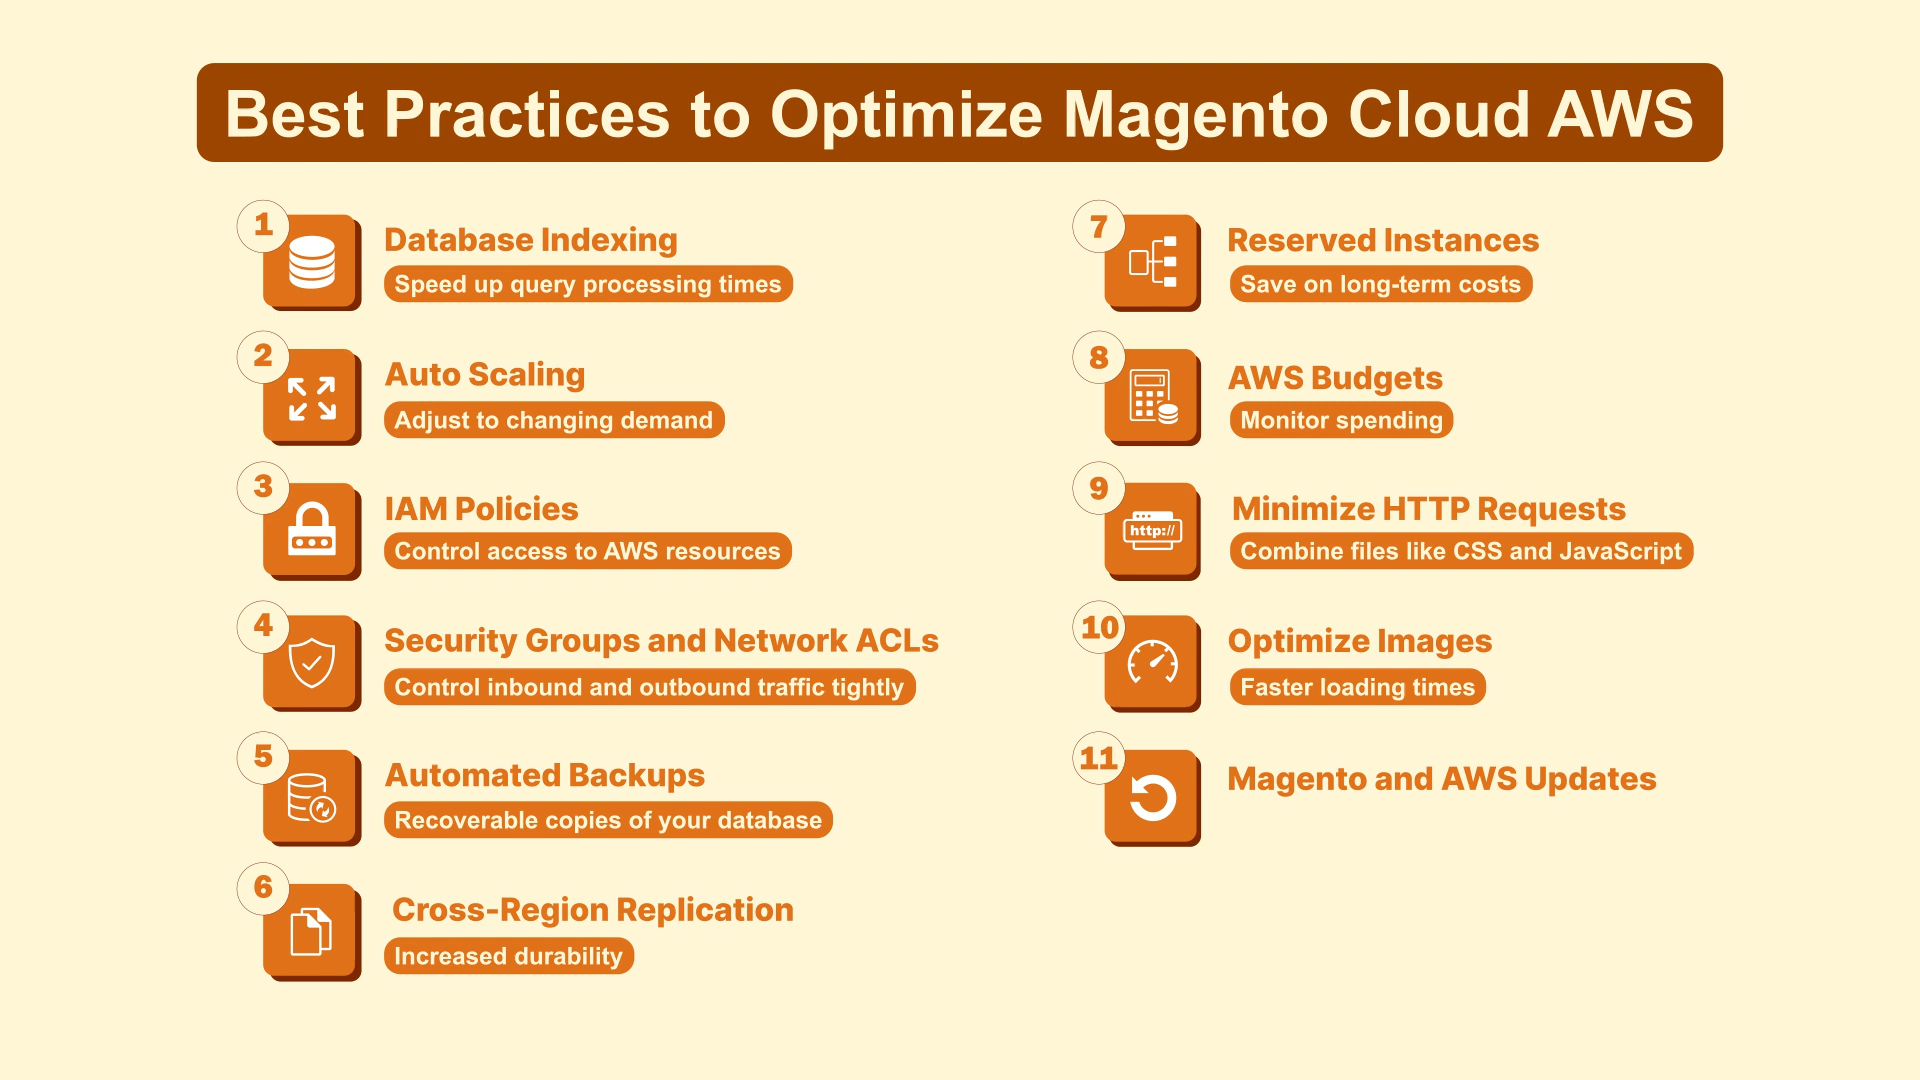 Best Practices to Optimize Magento Cloud AWS
1
Database Indexing
Speed up query processing times
2
Auto Scaling
Adjust to changing demand
3
IAM Policies
Control access to AWS resources
4
Security Groups and Network ACLs
Control inbound and outbound traffic tightly
5
Automated Backups
Recoverable copies of your database
6
Cross-Region Replication
Increased durability
7
Reserved Instances
Save on long-term costs
8
AWS Budgets
Monitor spending
9
http://
Minimize HTTP Requests
Combine files like CSS and JavaScript
10
Optimize Images
Faster loading times
11
Magento and AWS Updates